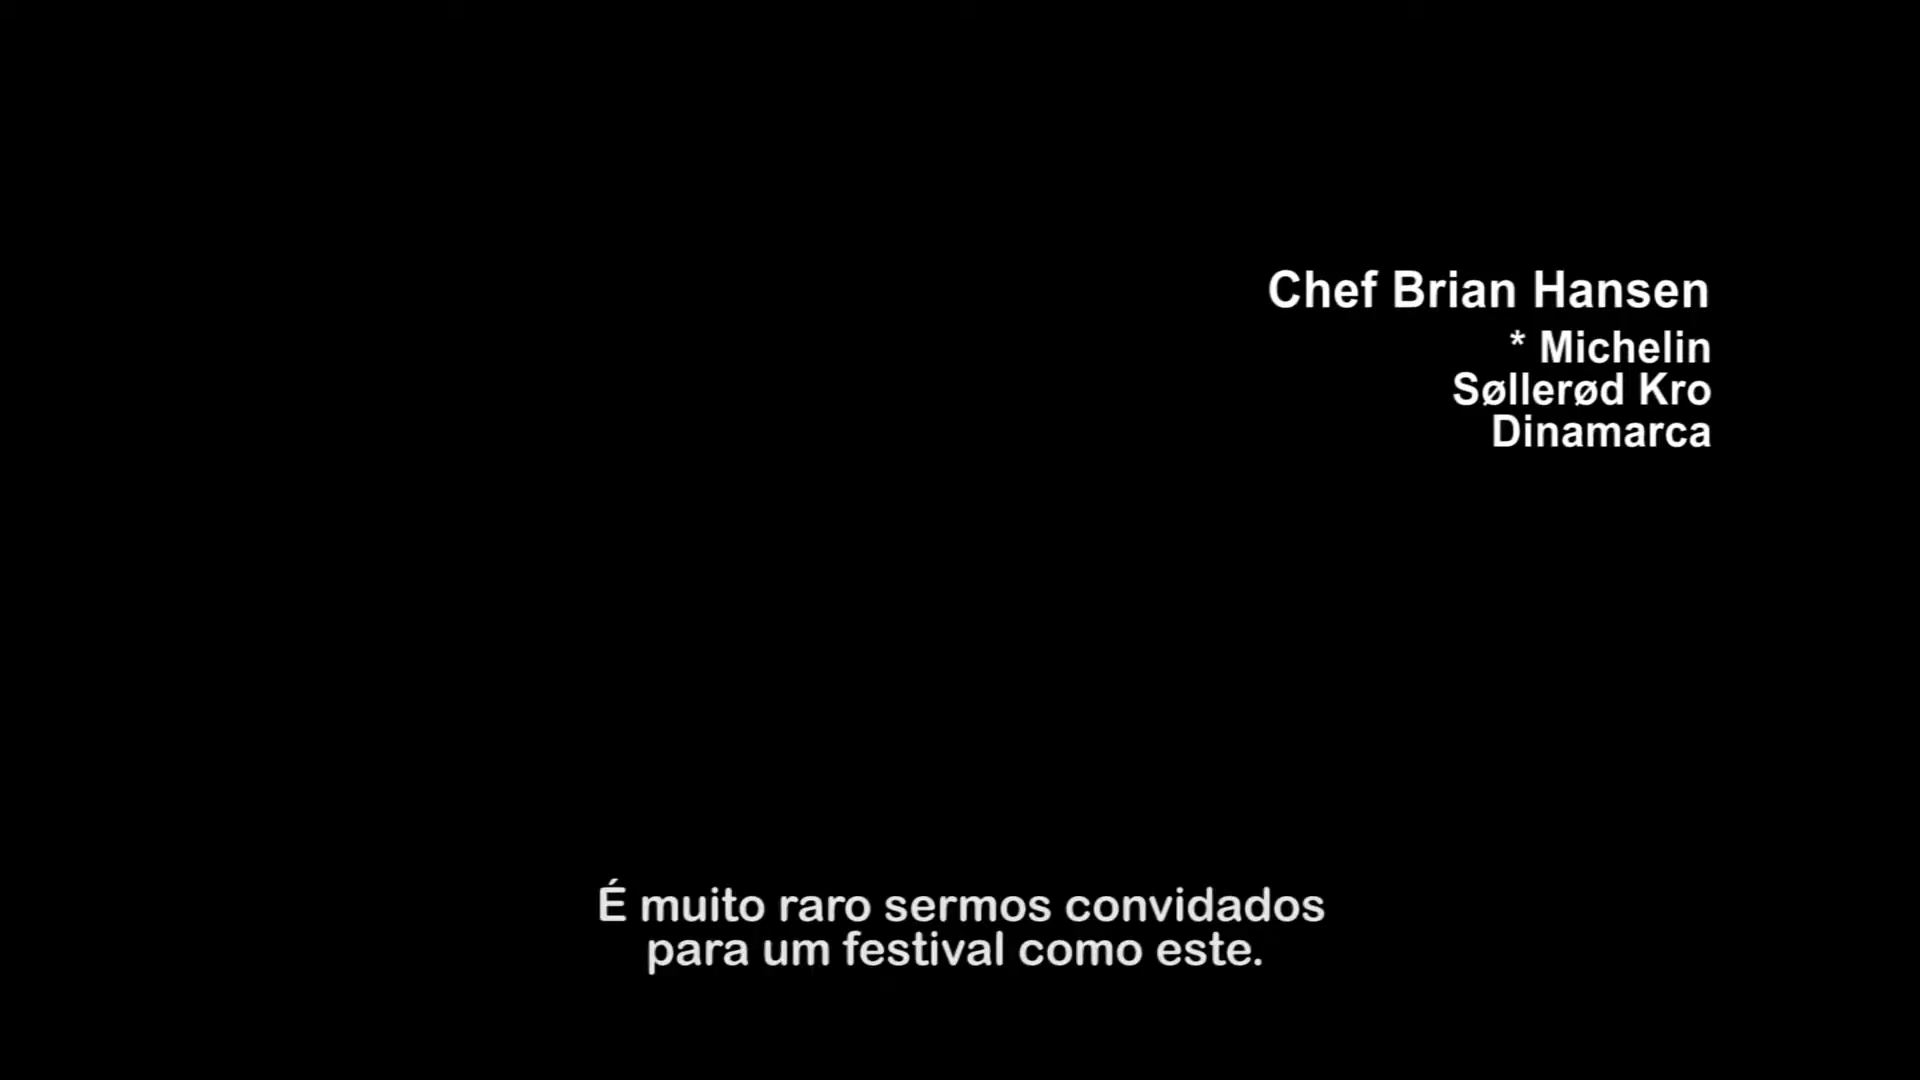 Chef Brian Hansen
* Michelin
Søllerød Kro
Dinamarca
É muito raro sermos convidados
para um festival como este.